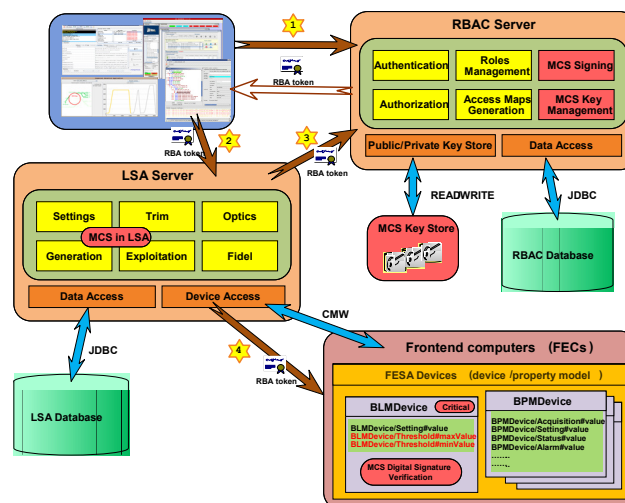 1
RBAC Server
Authentication
Roles
Management
MCS Signing
Authorization
Access Maps
Generation
MCS Key
Management
Public/Private Key Store
Data Access
RBA token
2
RBA token
3
RBA token
READWRITE
JDBC
MCS Key Store
RBAC Database
LSA Server
Settings
Trim
Optics
MCS in LSA
Generation
Exploitation
Fidel
Data Access
Device Access
CMW
JDBC
4
RBA token
LSA Database
Frontend computers (FECs)
FESA Devices (device /property model )
BLMDevice
Critical
BLMDevice/Setting#value
BLMDevice/Threshold#maxValue
BLMDevice/Threshold#minValue
MCS Digital Signature
Verification
BPMDevice
BPMDevice/Acquisition#value
BPMDevice/Setting#value
BPMDevice/Status#value
BPMDevice/Alarm#value
…….
…….